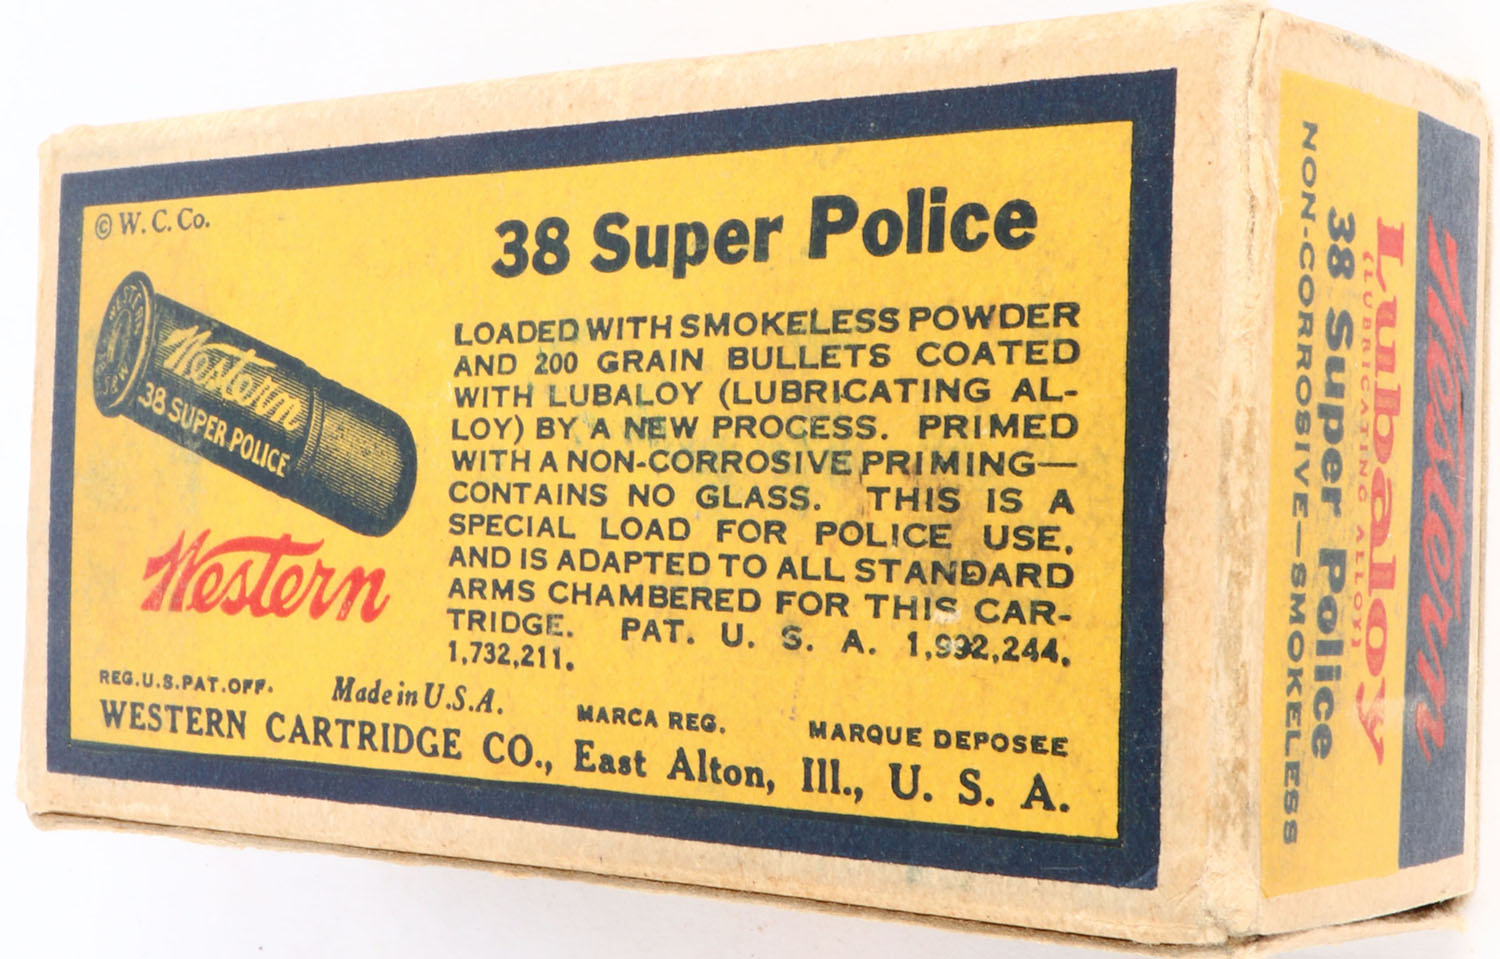 © W. C. Co.
38 Super Police
WESTERN
S&W
Western
38 SUPER POLICE
LOADED WITH SMOKELESS POWDER
AND 200 GRAIN BULLETS COATED
WITH LUBALOY (LUBRICATING AL-
LOY) BY A NEW PROCESS. PRIMED
WITH A NON-CORROSIVE PRIMING—
CONTAINS NO GLASS. THIS IS A
SPECIAL LOAD FOR POLICE USE,
AND IS ADAPTED TO ALL STANDARD
ARMS CHAMBERED FOR THIS CAR-
TRIDGE. PAT. U. S. A. 1,992,244,
1,732,211.
Western
REG.U.S.PAT.OFF. Made in U.S.A. MARCA REG. MARQUE DEPOSEE
WESTERN CARTRIDGE CO., East Alton, Ill., U. S. A.
Western
Lubaloy
(LUBRICATING ALLOY)
38 Super Police
NON-CORROSIVE—SMOKELESS